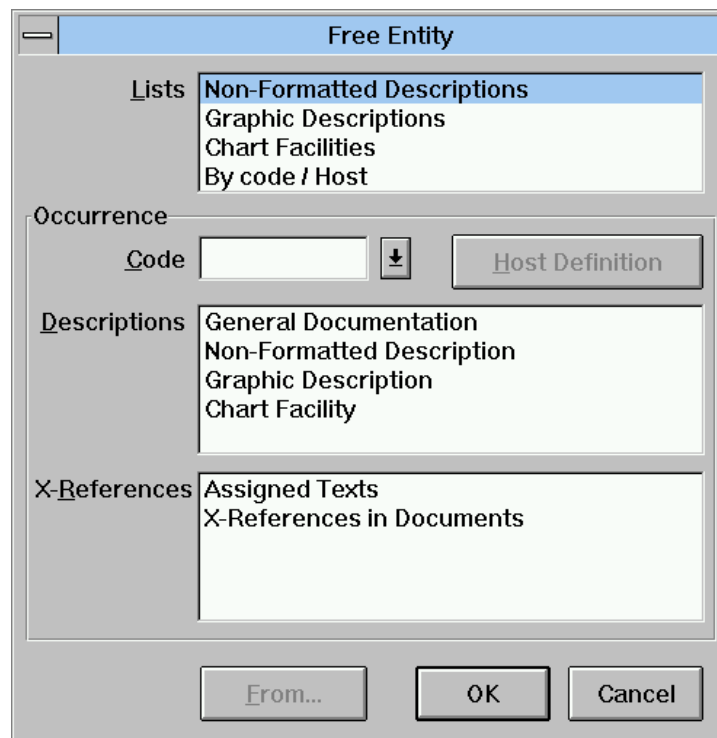 Free Entity
Lists
Non-Formatted Descriptions
Graphic Descriptions
Chart Facilities
By code / Host
Occurrence
Code
Host Definition
Descriptions
General Documentation
Non-Formatted Description
Graphic Description
Chart Facility
X-References
Assigned Texts
X-References in Documents
From...
OK
Cancel